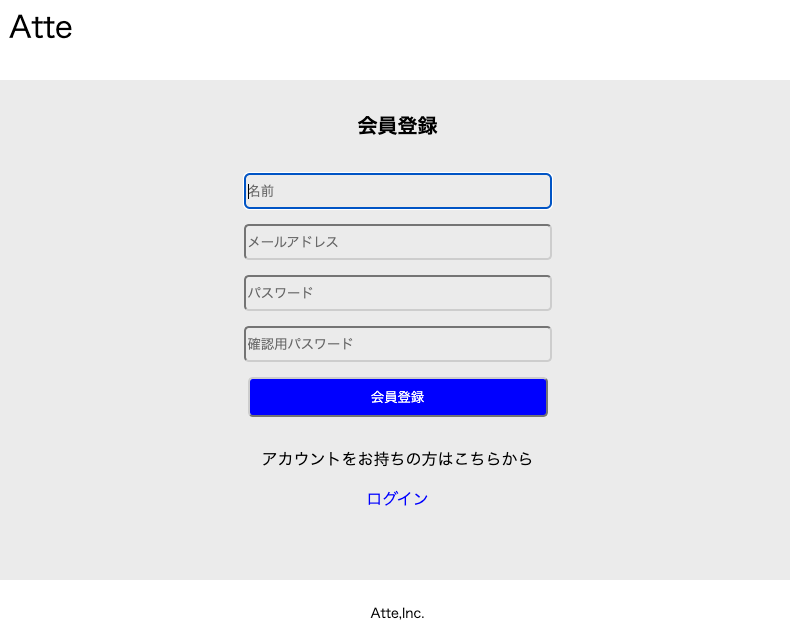 Atte
会員登録
名前
メールアドレス
パスワード
確認用パスワード
会員登録
アカウントをお持ちの方はこちらから
ログイン
Atte,Inc.